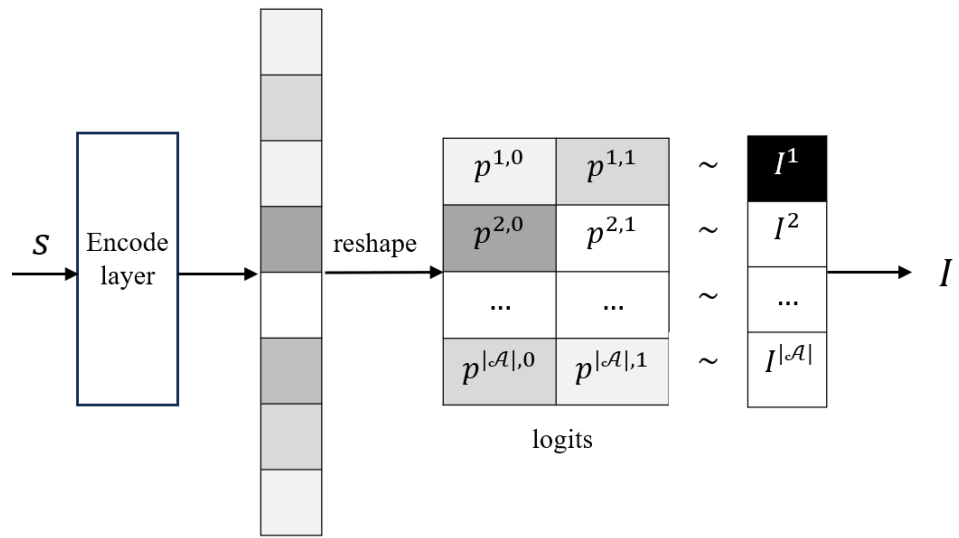 s
Encode
layer
reshape
p^{1,0} p^{1,1} ~ I^1
p^{2,0} p^{2,1} ~ I^2
... ... ~ ...
p^{|𝒜|,0} p^{|𝒜|,1} ~ I^{|𝒜|}
I
logits